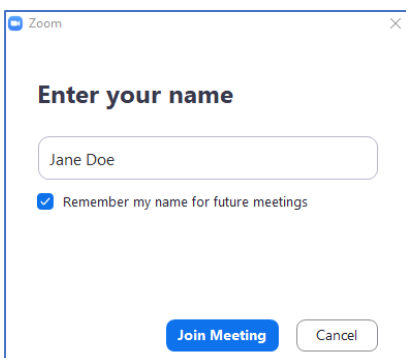 Zoom
Enter your name
Jane Doe
Remember my name for future meetings
Join Meeting Cancel